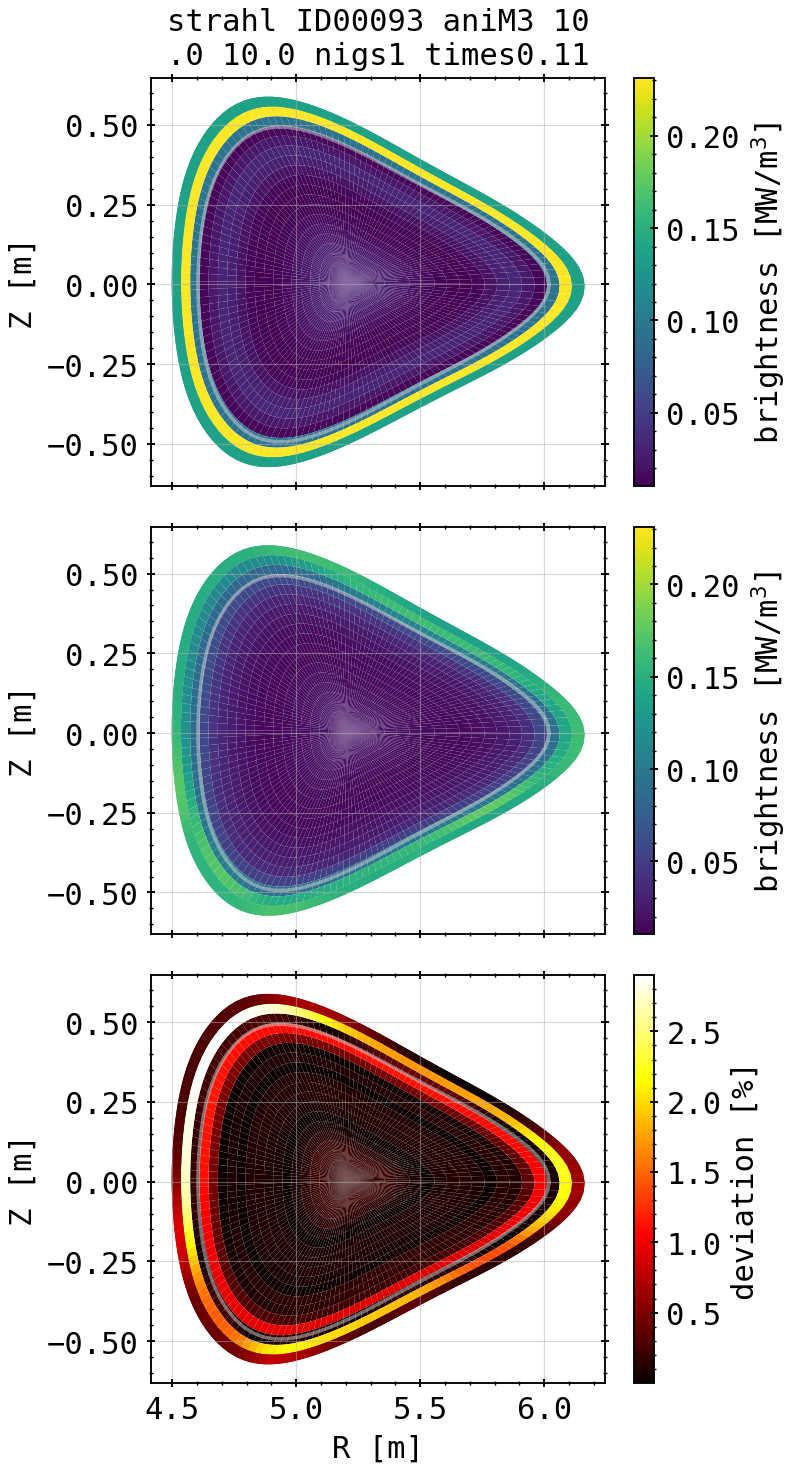 strahl ID00093 aniM3 10
.0 10.0 nigs1 times0.11
0.50
0.25
0.00
−0.25
−0.50
Z [m]
0.20
0.15
0.10
0.05
brightness [MW/m³]
0.50
0.25
0.00
−0.25
−0.50
Z [m]
0.20
0.15
0.10
0.05
brightness [MW/m³]
0.50
0.25
0.00
−0.25
−0.50
Z [m]
2.5
2.0
1.5
1.0
0.5
deviation [%]
4.5 5.0 5.5 6.0
R [m]